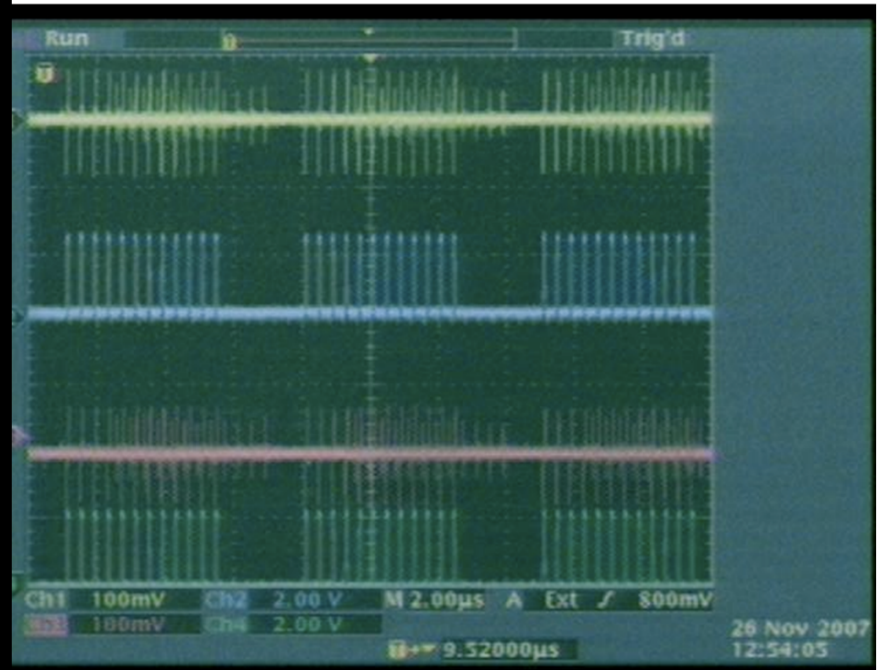 Run Trig'd
Ch1 100mV Ch2 2.00 V M 2.00µs A Ext ∫ 800mV
Ch3 100mV Ch4 2.00 V
26 Nov 2007
9.52000µs 12:54:05